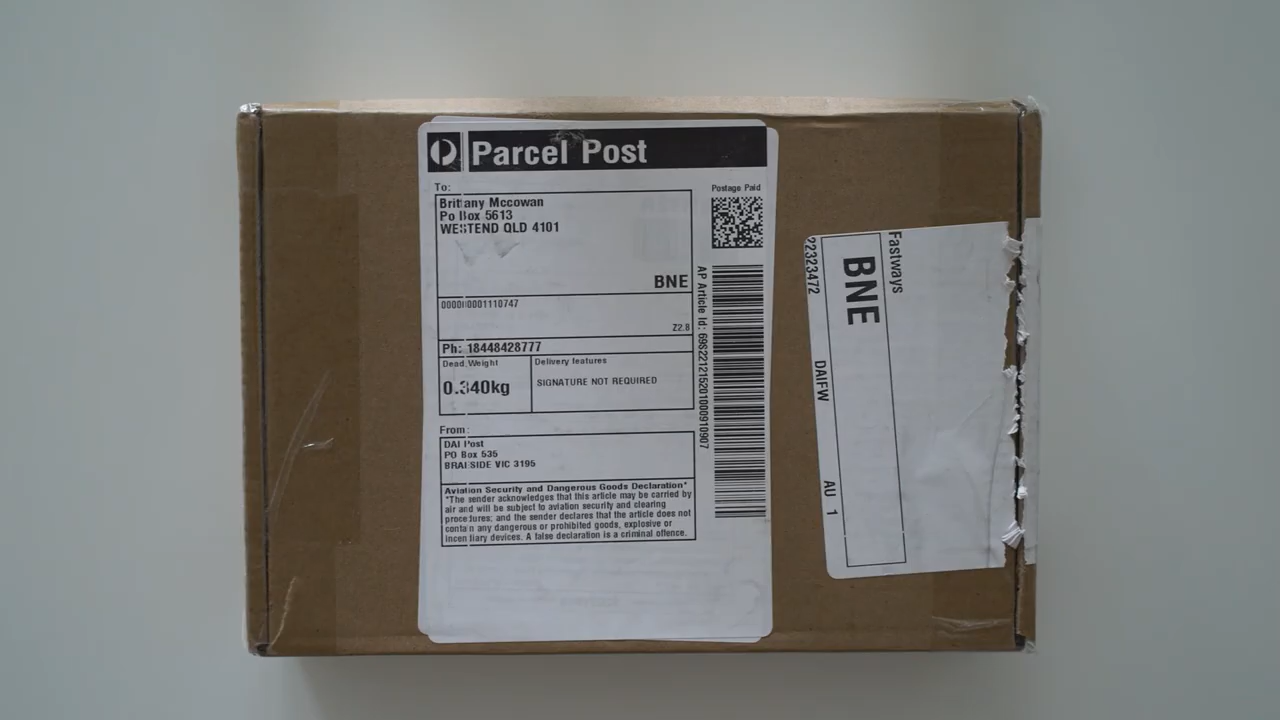 Parcel Post
To:
Brittany Mccowan
Po Box 5613
WESTEND QLD 4101
BNE
Z2.8
Ph: 18448428777
Dead Weight
0.340kg
Delivery features
SIGNATURE NOT REQUIRED
From:
DAI Post
PO Box 535
BRAESIDE VIC 3195
Aviation Security and Dangerous Goods Declaration*
*The sender acknowledges that this article may be carried by
air and will be subject to aviation security and clearing
procedures; and the sender declares that the article does not
contain any dangerous or prohibited goods, explosive or
incendiary devices. A false declaration is a criminal offence.
Postage Paid
AP Article Id:
Fastways
BNE
22323472
DAIFW
AU 1